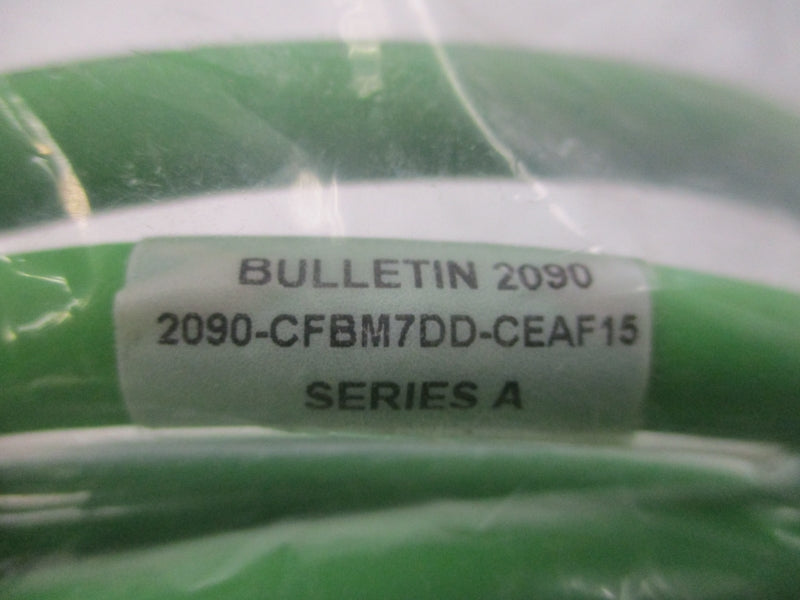 BULLETIN 2090
2090-CFBM7DD-CEAF15
SERIES A